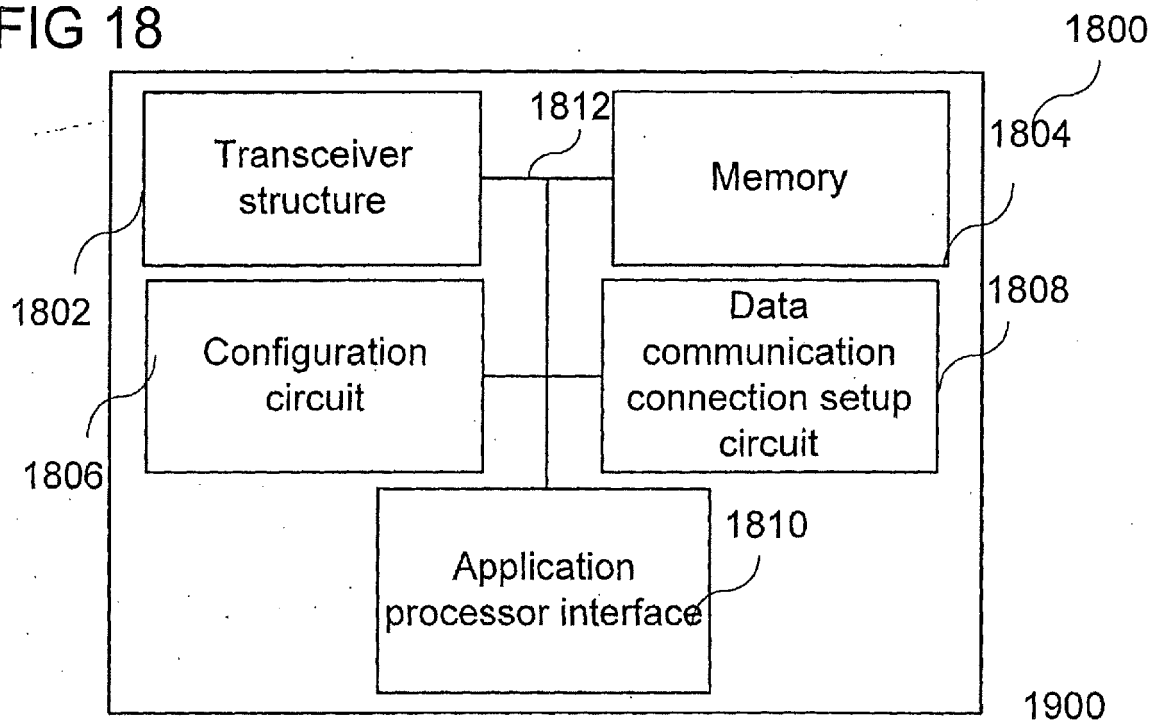 FIG 18
1800
1812
1804
Transceiver
structure
Memory
1802
1808
Configuration
circuit
Data
communication
connection setup
circuit
1806
1810
Application
processor interface
1900